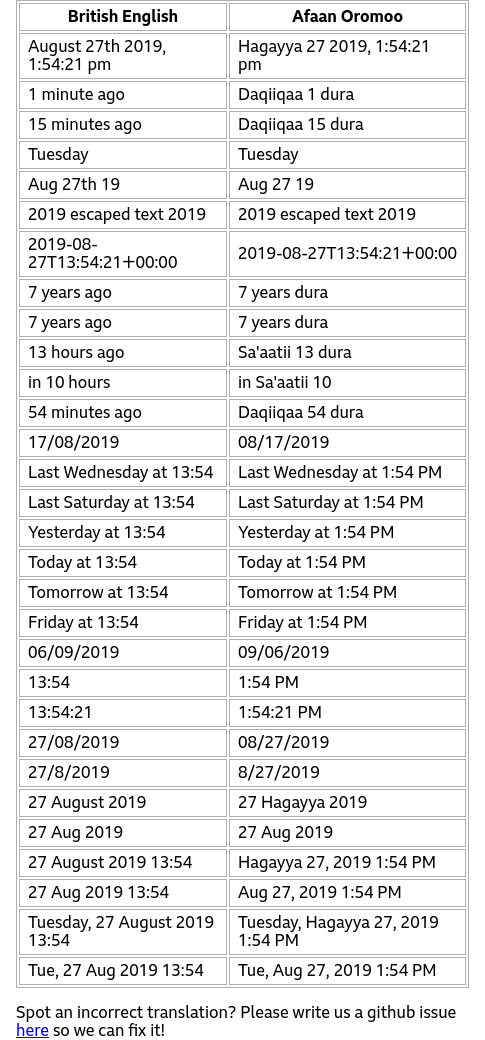 British English Afaan Oromoo
August 27th 2019, 1:54:21 pm Hagayya 27 2019, 1:54:21 pm
1 minute ago Daqiiqaa 1 dura
15 minutes ago Daqiiqaa 15 dura
Tuesday Tuesday
Aug 27th 19 Aug 27 19
2019 escaped text 2019 2019 escaped text 2019
2019-08-27T13:54:21+00:00 2019-08-27T13:54:21+00:00
7 years ago 7 years dura
7 years ago 7 years dura
13 hours ago Sa'aatii 13 dura
in 10 hours in Sa'aatii 10
54 minutes ago Daqiiqaa 54 dura
17/08/2019 08/17/2019
Last Wednesday at 13:54 Last Wednesday at 1:54 PM
Last Saturday at 13:54 Last Saturday at 1:54 PM
Yesterday at 13:54 Yesterday at 1:54 PM
Today at 13:54 Today at 1:54 PM
Tomorrow at 13:54 Tomorrow at 1:54 PM
Friday at 13:54 Friday at 1:54 PM
06/09/2019 09/06/2019
13:54 1:54 PM
13:54:21 1:54:21 PM
27/08/2019 08/27/2019
27/8/2019 8/27/2019
27 August 2019 27 Hagayya 2019
27 Aug 2019 27 Aug 2019
27 August 2019 13:54 Hagayya 27, 2019 1:54 PM
27 Aug 2019 13:54 Aug 27, 2019 1:54 PM
Tuesday, 27 August 2019 13:54 Tuesday, Hagayya 27, 2019 1:54 PM
Tue, 27 Aug 2019 13:54 Tue, Aug 27, 2019 1:54 PM
Spot an incorrect translation? Please write us a github issue
here so we can fix it!